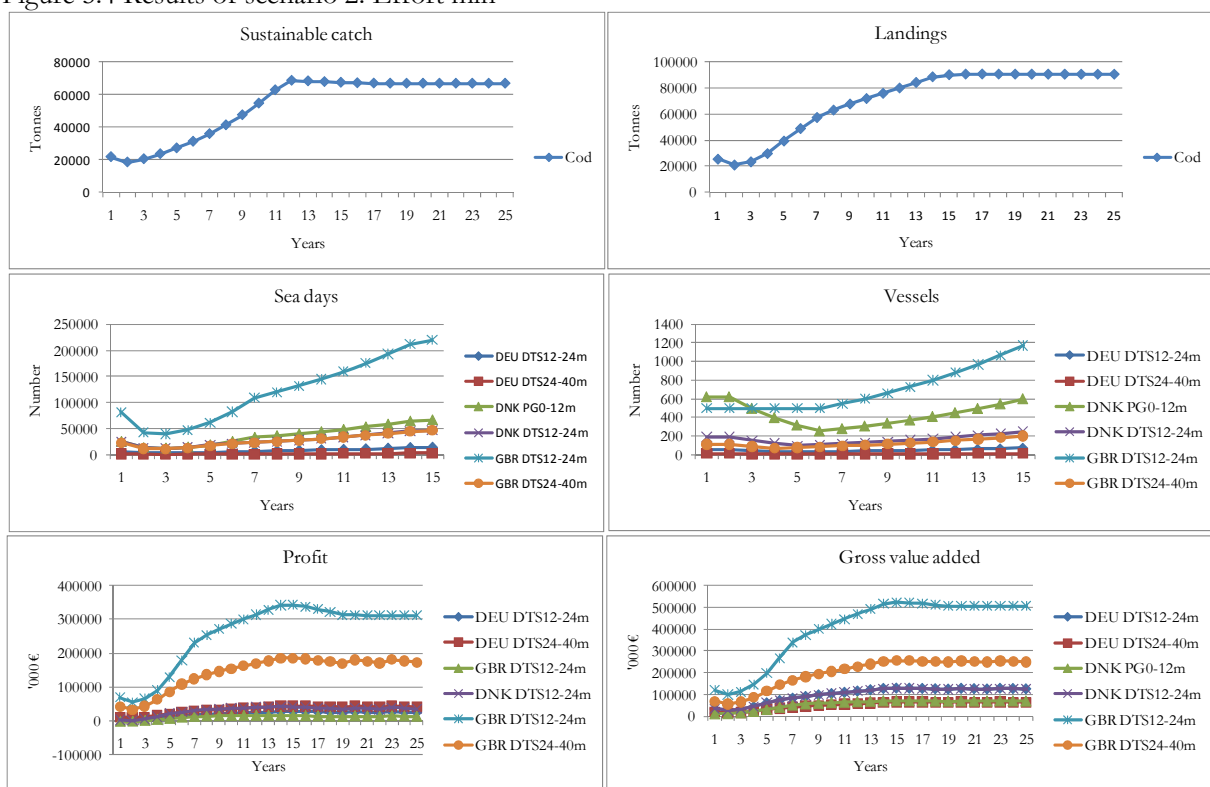 Figure Results of scenario 2: Effort min
Sustainable catch
80000
60000
40000
20000
0
Tonnes
1 3 5 7 9 11 13 15 17 19 21 23 25
Years
Cod
Landings
100000
80000
60000
40000
20000
0
Tonnes
1 3 5 7 9 11 13 15 17 19 21 23 25
Years
Cod
Sea days
250000
200000
150000
100000
50000
0
Number
1 3 5 7 9 11 13 15
Years
DEU DTS12-24m
DEU DTS24-40m
DNK PG0-12m
DNK DTS12-24m
GBR DTS12-24m
GBR DTS24-40m
Vessels
1400
1200
1000
800
600
400
200
0
Number
1 3 5 7 9 11 13 15
Years
DEU DTS12-24m
DEU DTS24-40m
DNK PG0-12m
DNK DTS12-24m
GBR DTS12-24m
GBR DTS24-40m
Profit
400000
300000
200000
100000
0
-100000
'000 €
1 3 5 7 9 11 13 15 17 19 21 23 25
Years
DEU DTS12-24m
DEU DTS24-40m
GBR DTS12-24m
DNK DTS12-24m
GBR DTS12-24m
GBR DTS24-40m
Gross value added
600000
500000
400000
300000
200000
100000
0
'000 €
1 3 5 7 9 11 13 15 17 19 21 23 25
Years
DEU DTS12-24m
DEU DTS24-40m
DNK PG0-12m
DNK DTS12-24m
GBR DTS12-24m
GBR DTS24-40m